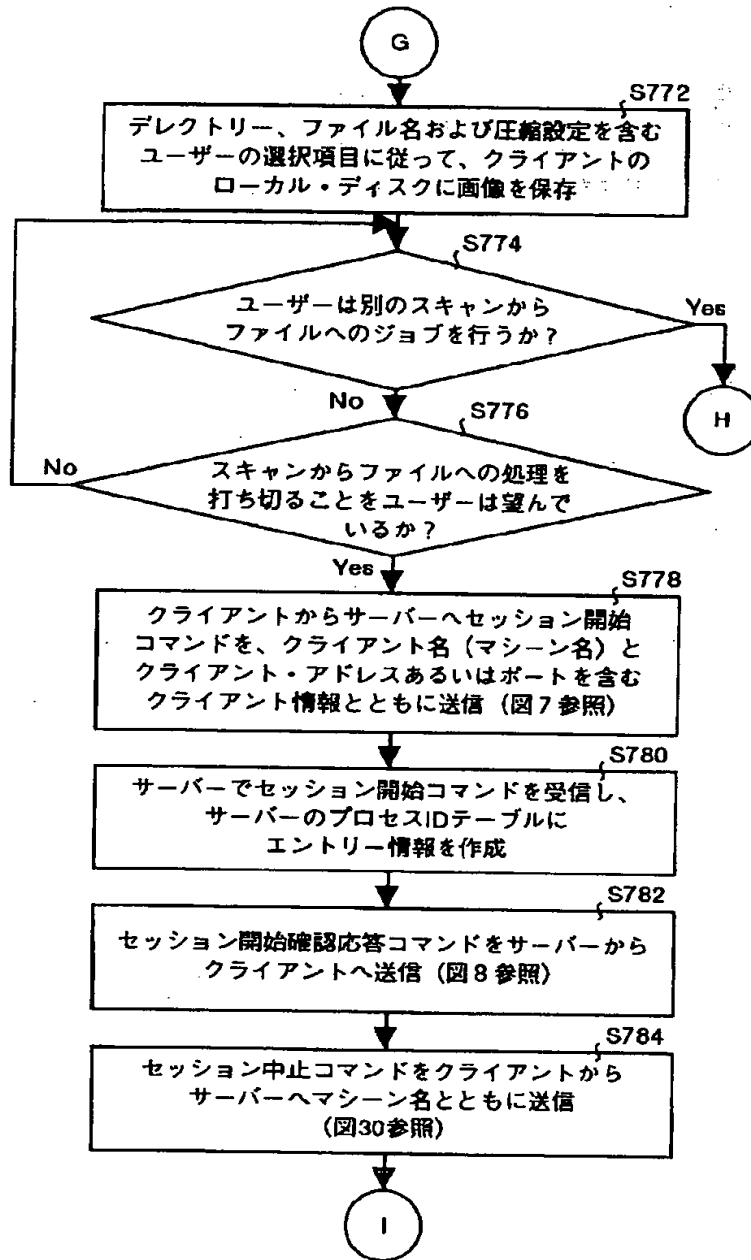 G
S772
デレクトリー、ファイル名および圧縮設定を含む
ユーザーの選択項目に従って、クライアントの
ローカル・ディスクに画像を保存
S774
ユーザーは別のスキャンから
ファイルへのジョブを行うか?
Yes
H
No
S776
No
スキャンからファイルへの処理を
打ち切ることをユーザーは望んで
いるか?
Yes
S778
クライアントからサーバーへセッション開始
コマンドを、クライアント名(マシーン名)と
クライアント・アドレスあるいはポートを含む
クライアント情報とともに送信(図7参照)
S780
サーバーでセッション開始コマンドを受信し、
サーバーのプロセスIDテーブルに
エントリー情報を作成
S782
セッション開始確認応答コマンドをサーバーから
クライアントへ送信(図8参照)
S784
セッション中止コマンドをクライアントから
サーバーへマシーン名とともに送信
(図30参照)
I